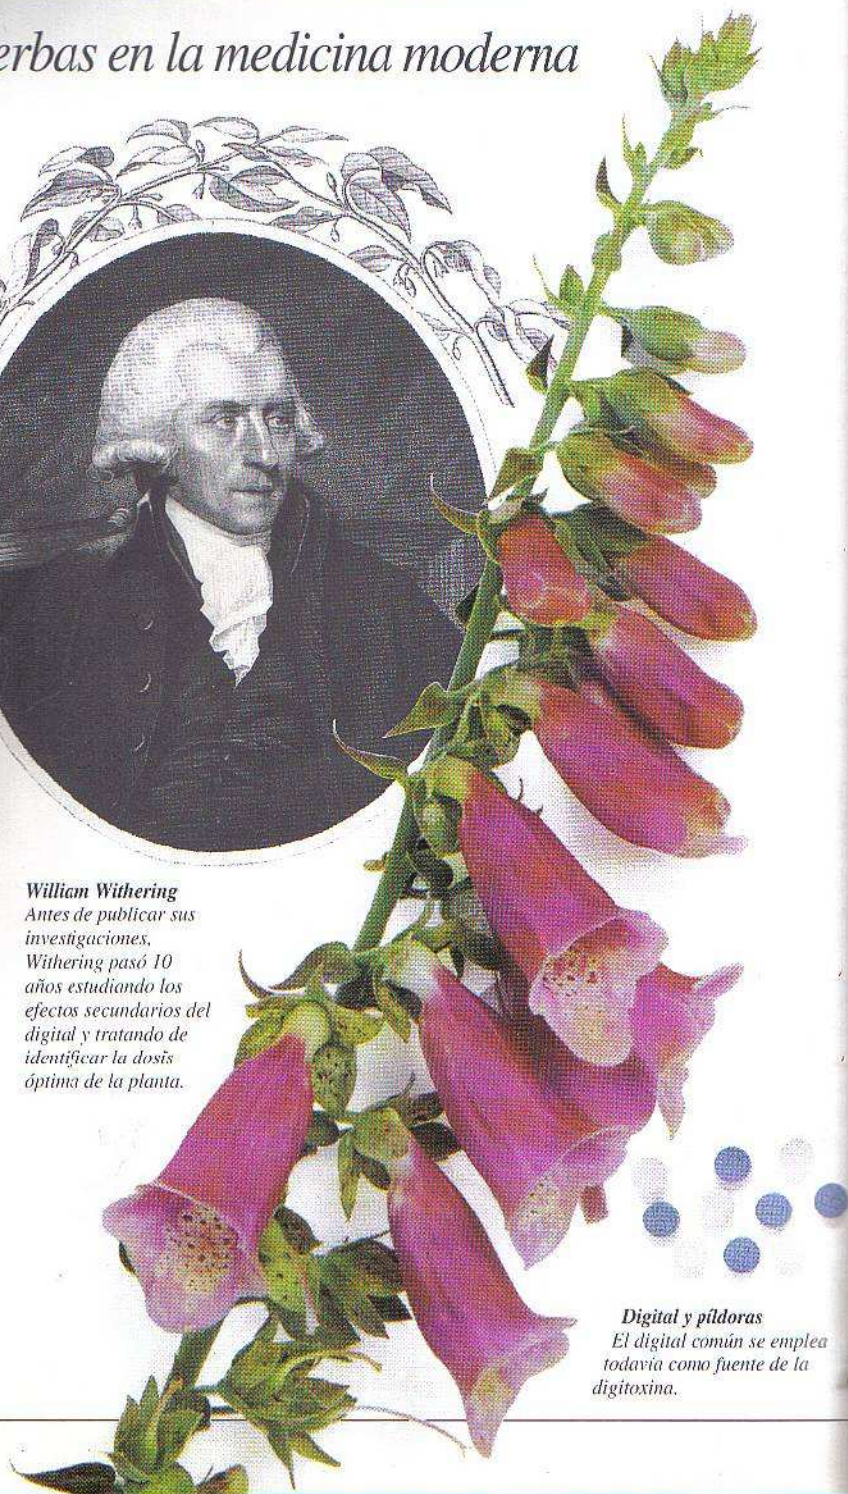 erbas en la medicina moderna
William Withering
Antes de publicar sus
investigaciones,
Withering pasó 10
años estudiando los
efectos secundarios del
digital y tratando de
identificar la dosis
óptima de la planta.
Digital y píldoras
El digital común se emplea
todavía como fuente de la
digitoxina.